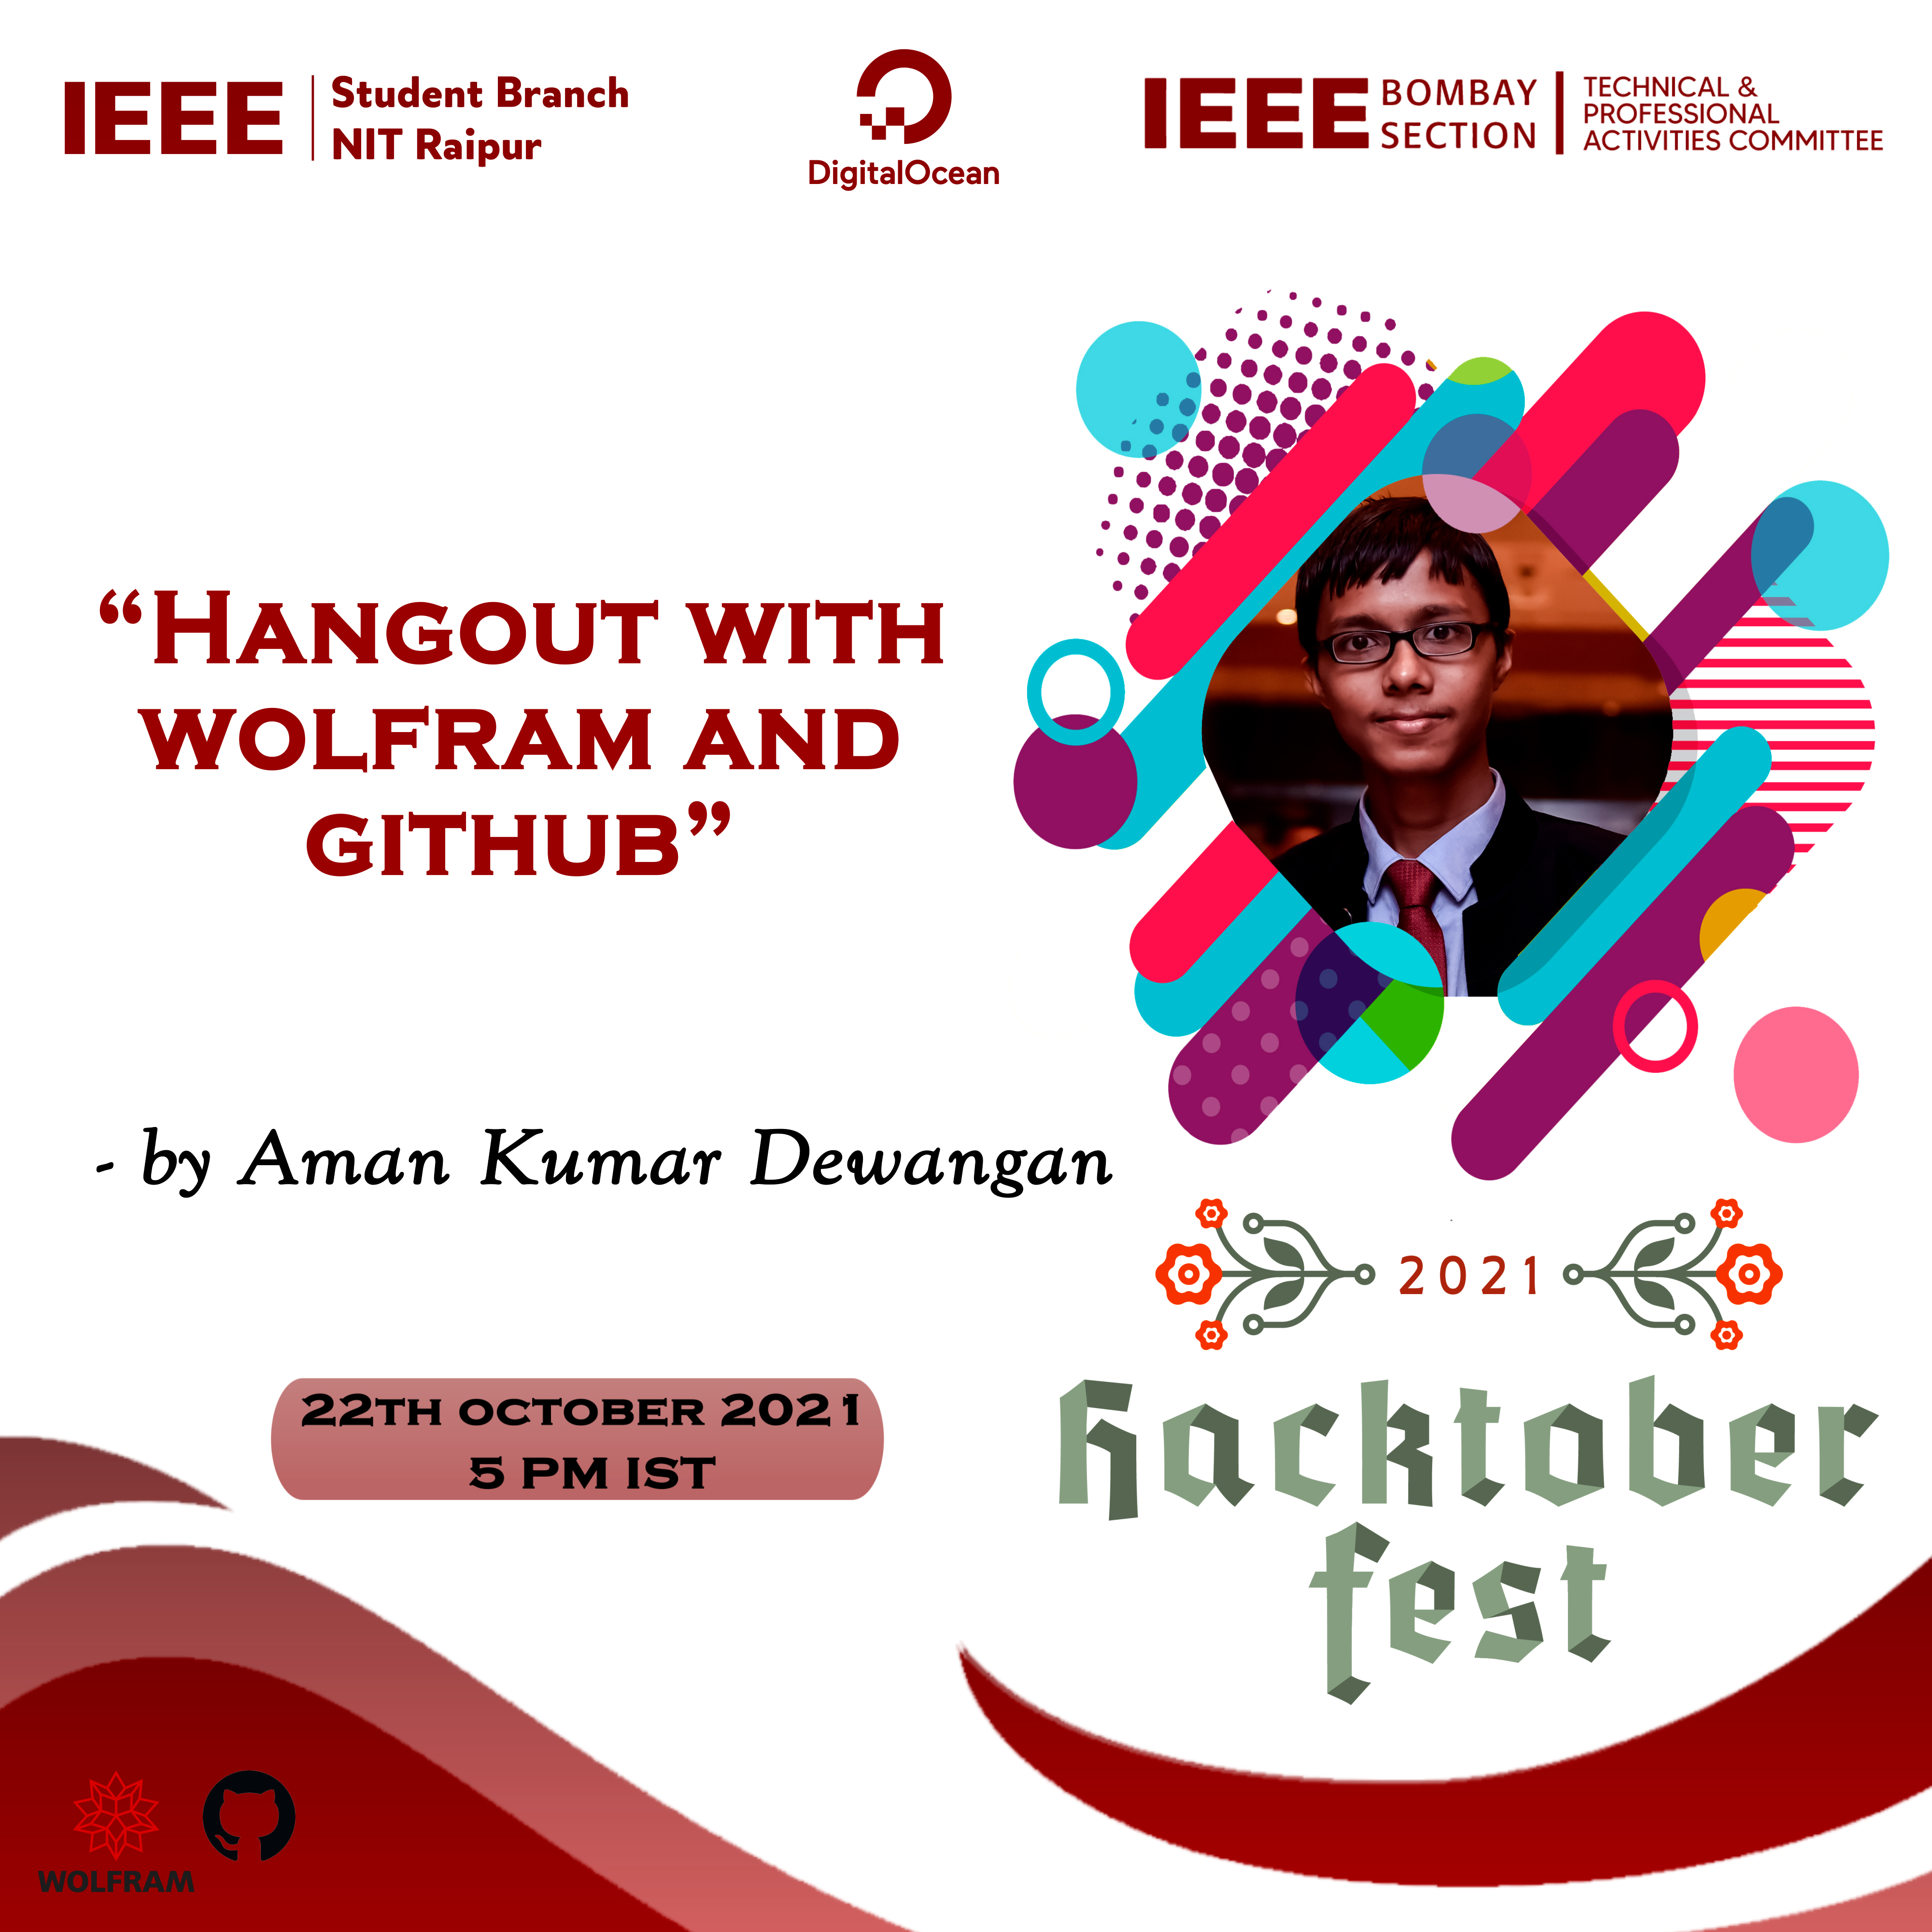 IEEE
Student Branch
NIT Raipur
DigitalOcean
IEEE
BOMBAY
SECTION
TECHNICAL &
PROFESSIONAL
ACTIVITIES COMMITTEE
“HANGOUT WITH
WOLFRAM AND
GITHUB”
- by Aman Kumar Dewangan
2021
hacktober
fest
22TH OCTOBER 2021
5 PM IST
WOLFRAM